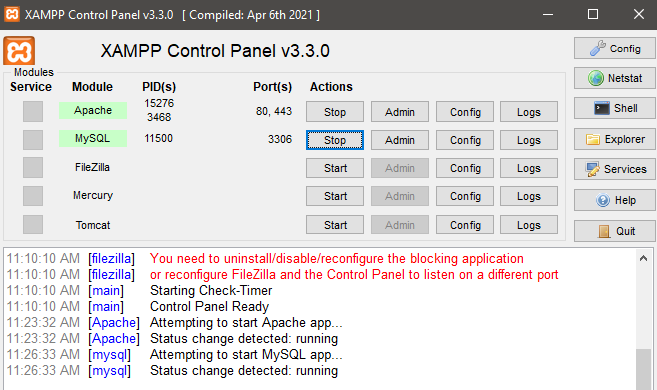 XAMPP Control Panel v3.3.0 [ Compiled: Apr 6th 2021 ]
XAMPP Control Panel v3.3.0
Config
Modules
Service Module PID(s) Port(s) Actions
Netstat
Apache 15276 3468 80, 443 Stop Admin Config Logs
Shell
MySQL 11500 3306 Stop Admin Config Logs
Explorer
FileZilla Start Admin Config Logs
Services
Mercury Start Admin Config Logs
Help
Tomcat Start Admin Config Logs
Quit
11:10:10 AM [filezilla] You need to uninstall/disable/reconfigure the blocking application
11:10:10 AM [filezilla] or reconfigure FileZilla and the Control Panel to listen on a different port
11:10:10 AM [main] Starting Check-Timer
11:10:10 AM [main] Control Panel Ready
11:23:32 AM [Apache] Attempting to start Apache app...
11:23:32 AM [Apache] Status change detected: running
11:26:33 AM [mysql] Attempting to start MySQL app...
11:26:33 AM [mysql] Status change detected: running